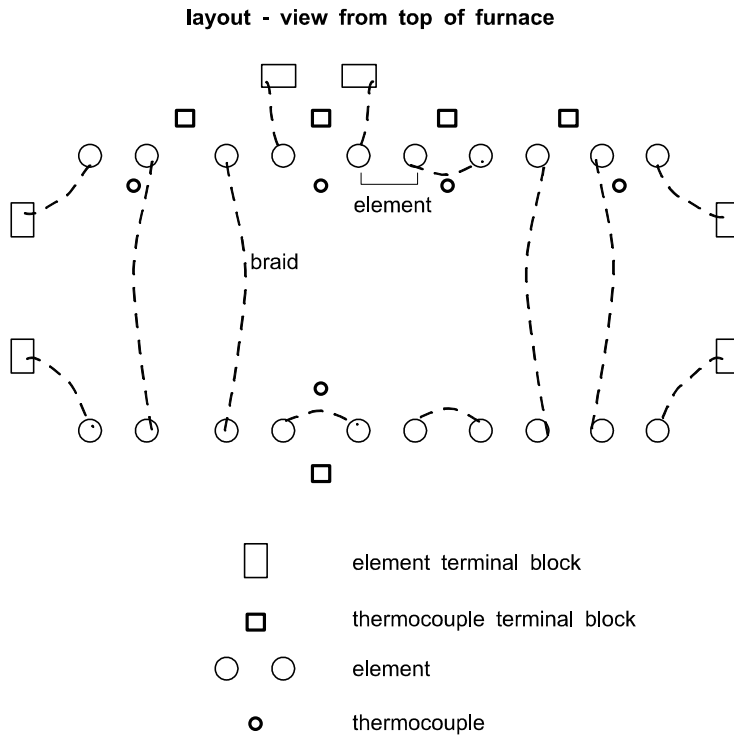 layout - view from top of furnace
element
braid
element terminal block
thermocouple terminal block
element
thermocouple